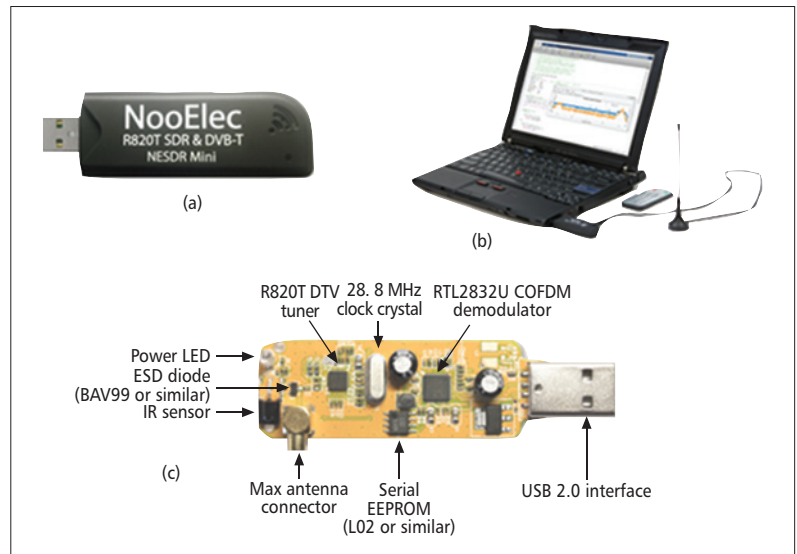 NooElec
R820T SDR & DVB-T
NESDR Mini
(a)
(b)
R820T DTV
tuner
28. 8 MHz
clock crystal
RTL2832U COFDM
demodulator
Power LED
ESD diode
(BAV99 or similar)
IR sensor
(c)
Max antenna
connector
Serial
EEPROM
(L02 or similar)
USB 2.0 interface